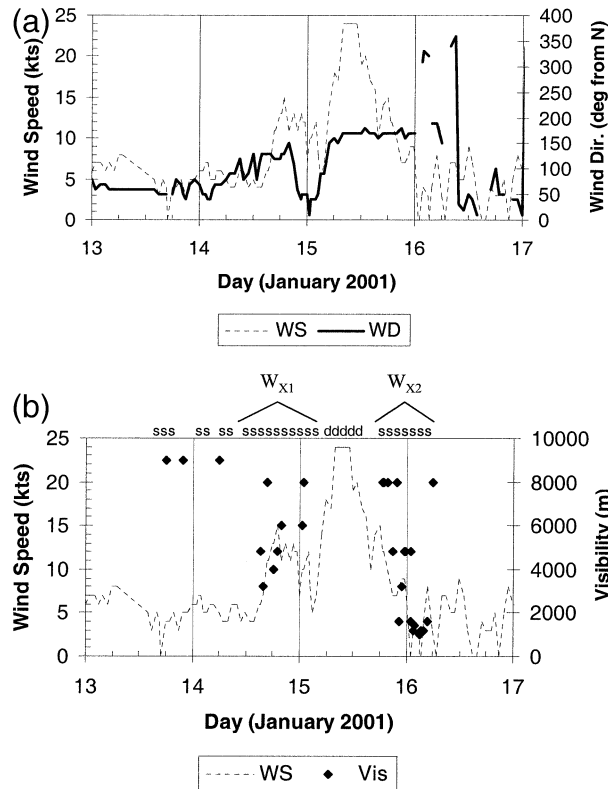 (a)
25 400
350
20 300
15 250
200
10 150
5 100
50
0 0
13 14 15 16 17
Wind Speed (kts)
Wind Dir. (deg from N)
Day (January 2001)
WS WD
(b)
WX1 WX2
sss ss ss sssssssssss ddddd sssssss
25 10000
20 8000
15 6000
10 4000
5 2000
0 0
13 14 15 16 17
Wind Speed (kts)
Visibility (m)
Day (January 2001)
WS Vis